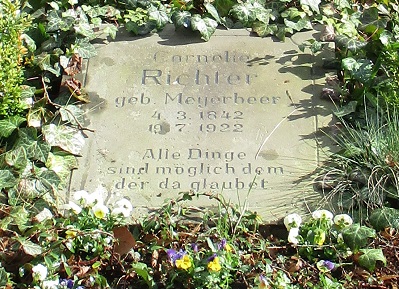 Cornelie
Richter
geb. Meyerbeer
4. 3. 1842
19. 7. 1922
Alle Dinge
sind möglich dem
der da glaubet